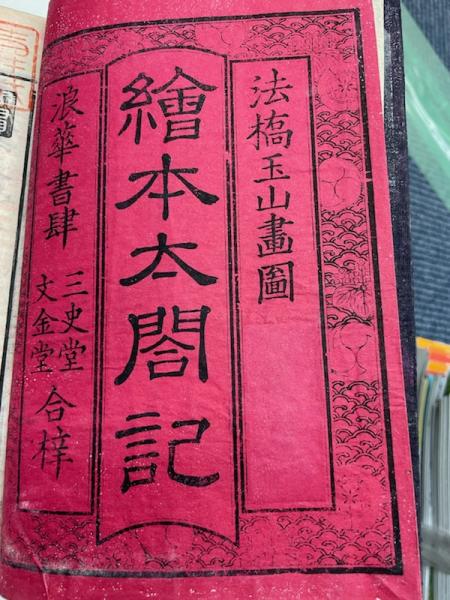 法橋玉山畫圖
繪本太閤記
浪華書肆
三史堂
文金堂
合梓